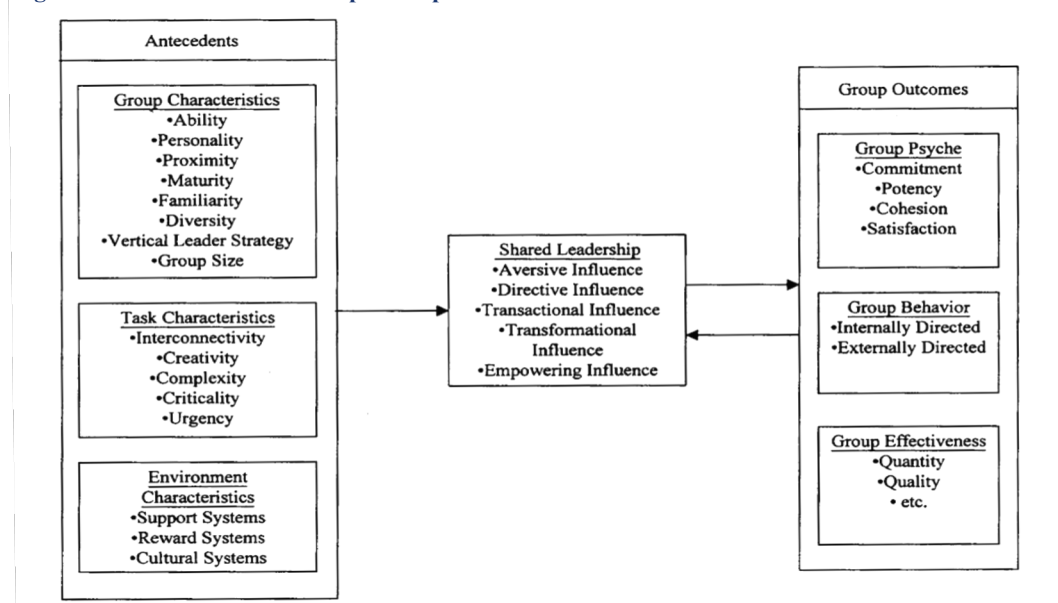 Antecedents
Group Characteristics
•Ability
•Personality
•Proximity
•Maturity
•Familiarity
•Diversity
•Vertical Leader Strategy
•Group Size
Task Characteristics
•Interconnectivity
•Creativity
•Complexity
•Criticality
•Urgency
Environment
Characteristics
•Support Systems
•Reward Systems
•Cultural Systems
Shared Leadership
•Aversive Influence
•Directive Influence
•Transactional Influence
•Transformational
Influence
•Empowering Influence
Group Outcomes
Group Psyche
•Commitment
•Potency
•Cohesion
•Satisfaction
Group Behavior
•Internally Directed
•Externally Directed
Group Effectiveness
•Quantity
•Quality
• etc.